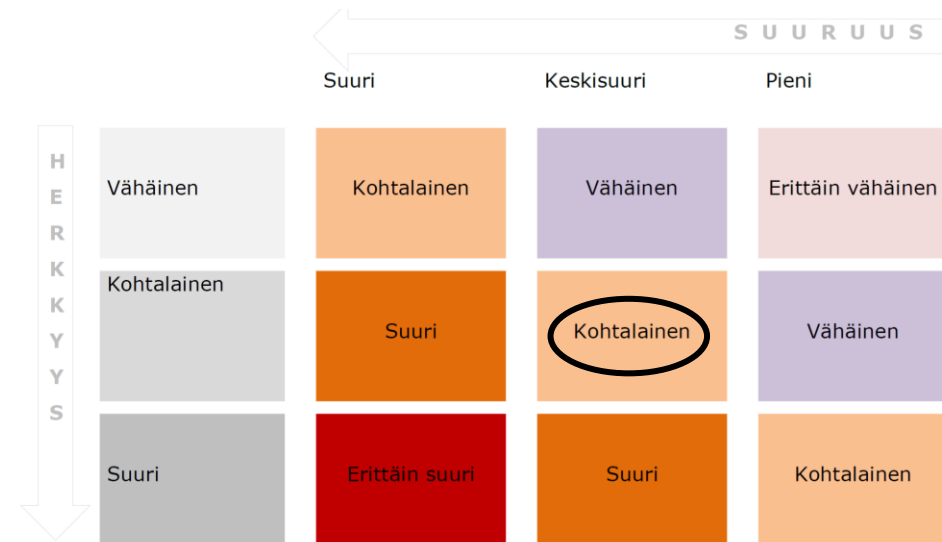 S U U R U U S
Suuri Keskisuuri Pieni
H E R K K Y Y S
Vähäinen Kohtalainen Vähäinen Erittäin vähäinen
Kohtalainen Suuri Kohtalainen Vähäinen
Suuri Erittäin suuri Suuri Kohtalainen